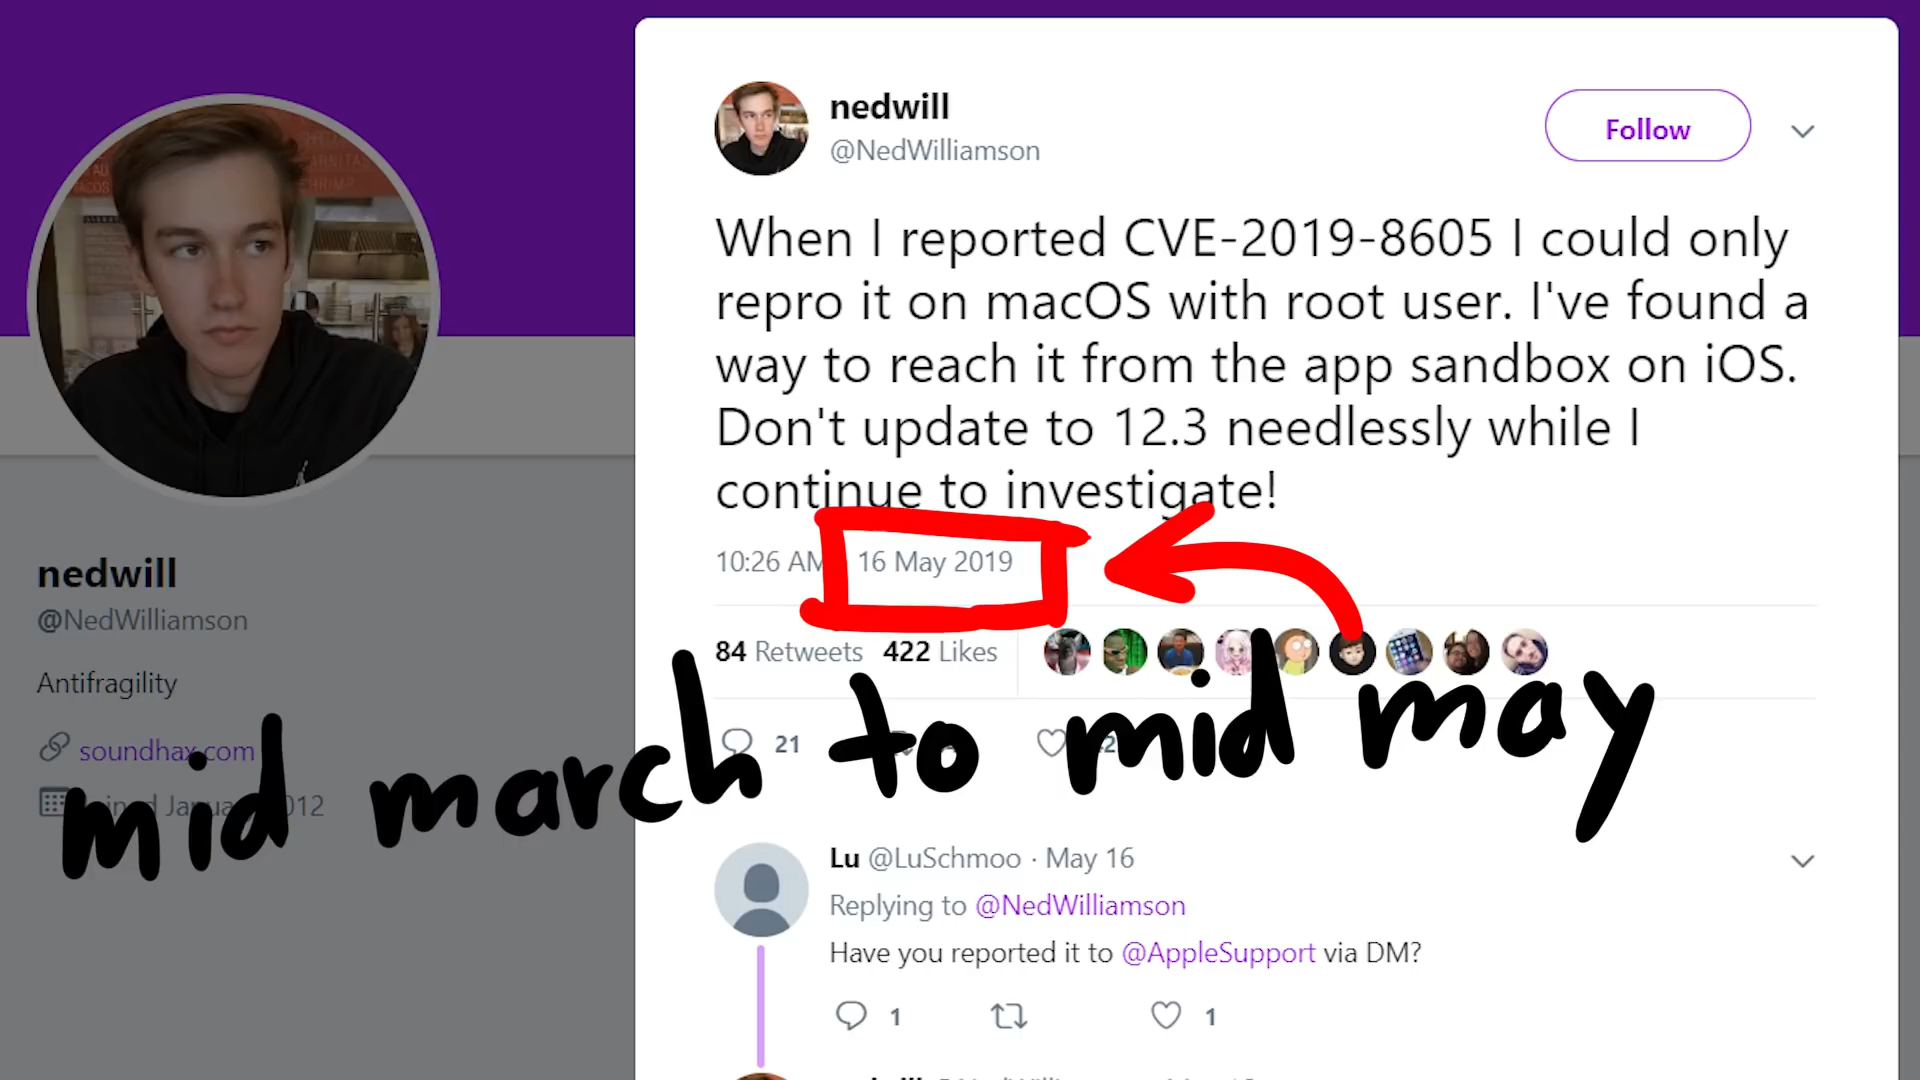 nedwill
@NedWilliamson
Follow
When I reported CVE-2019-8605 I could only
repro it on macOS with root user. I've found a
way to reach it from the app sandbox on iOS.
Don't update to 12.3 needlessly while I
continue to investigate!
10:26 AM
16 May 2019
84 Retweets 422 Likes
21
mid march to mid may
nedwill
@NedWilliamson
Antifragility
soundhax.com
Lu @LuSchmoo · May 16
Replying to @NedWilliamson
Have you reported it to @AppleSupport via DM?
1
1